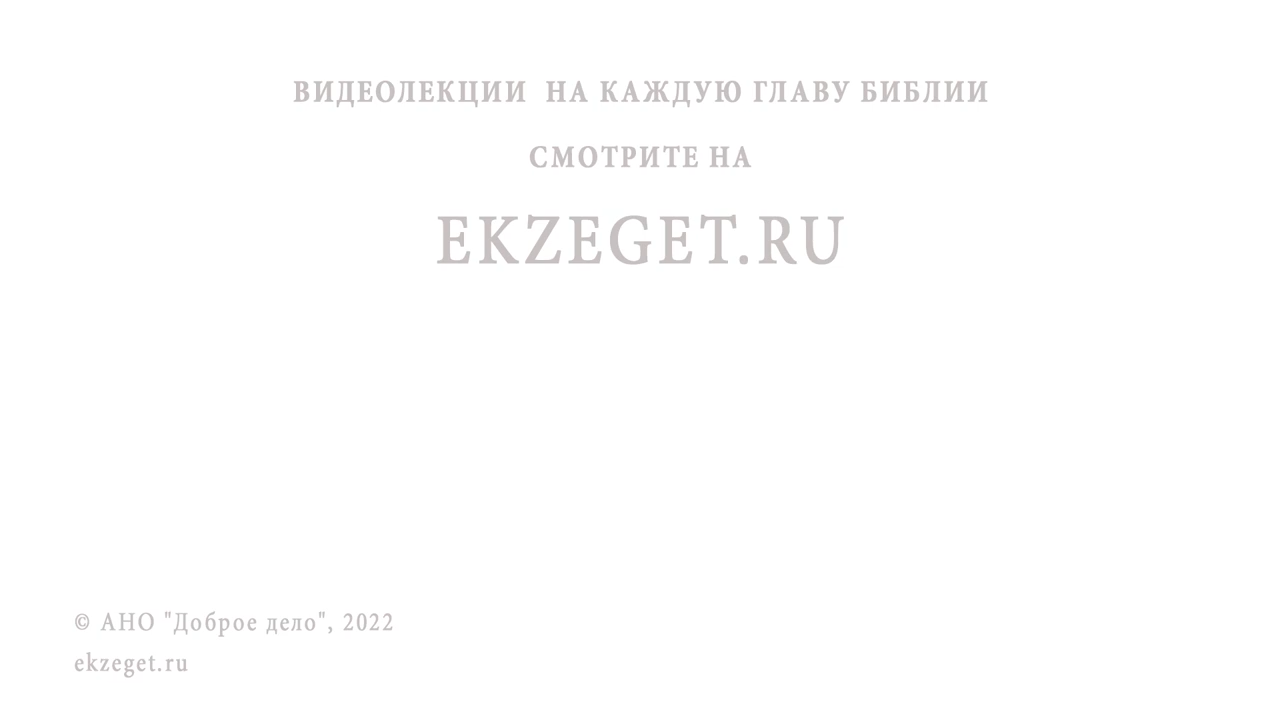 ВИДЕОЛЕКЦИИ НА КАЖДУЮ ГЛАВУ БИБЛИИ
СМОТРИТЕ НА
EKZEGET.RU
© АНО "Доброе дело", 2022
ekzeget.ru